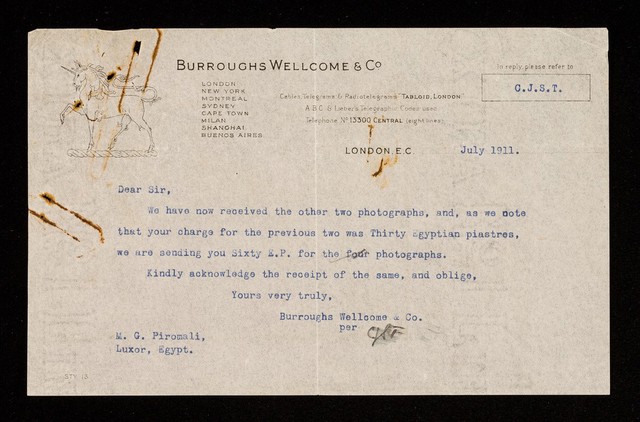 BURROUGHS WELLCOME & Co
LONDON
NEW YORK
MONTREAL
SYDNEY
CAPE TOWN
MILAN
SHANGHAI
BUENOS AIRES
Cables, Telegrams & Radiotelegrams "TABLOID, LONDON"
A.B.C. & Lieber's Telegraphic Codes used
Telephone No 13300 CENTRAL (eight lines)
LONDON, E.C.
In reply, please refer to
C.J.S.T.
July 1911.
Dear Sir,
We have now received the other two photographs, and, as we note
that your charge for the previous two was Thirty Egyptian piastres,
we are sending you Sixty E.P. for the four photographs.
Kindly acknowledge the receipt of the same, and oblige,
Yours very truly,
Burroughs Wellcome & Co.
per
M. G. Piromali,
Luxor, Egypt.